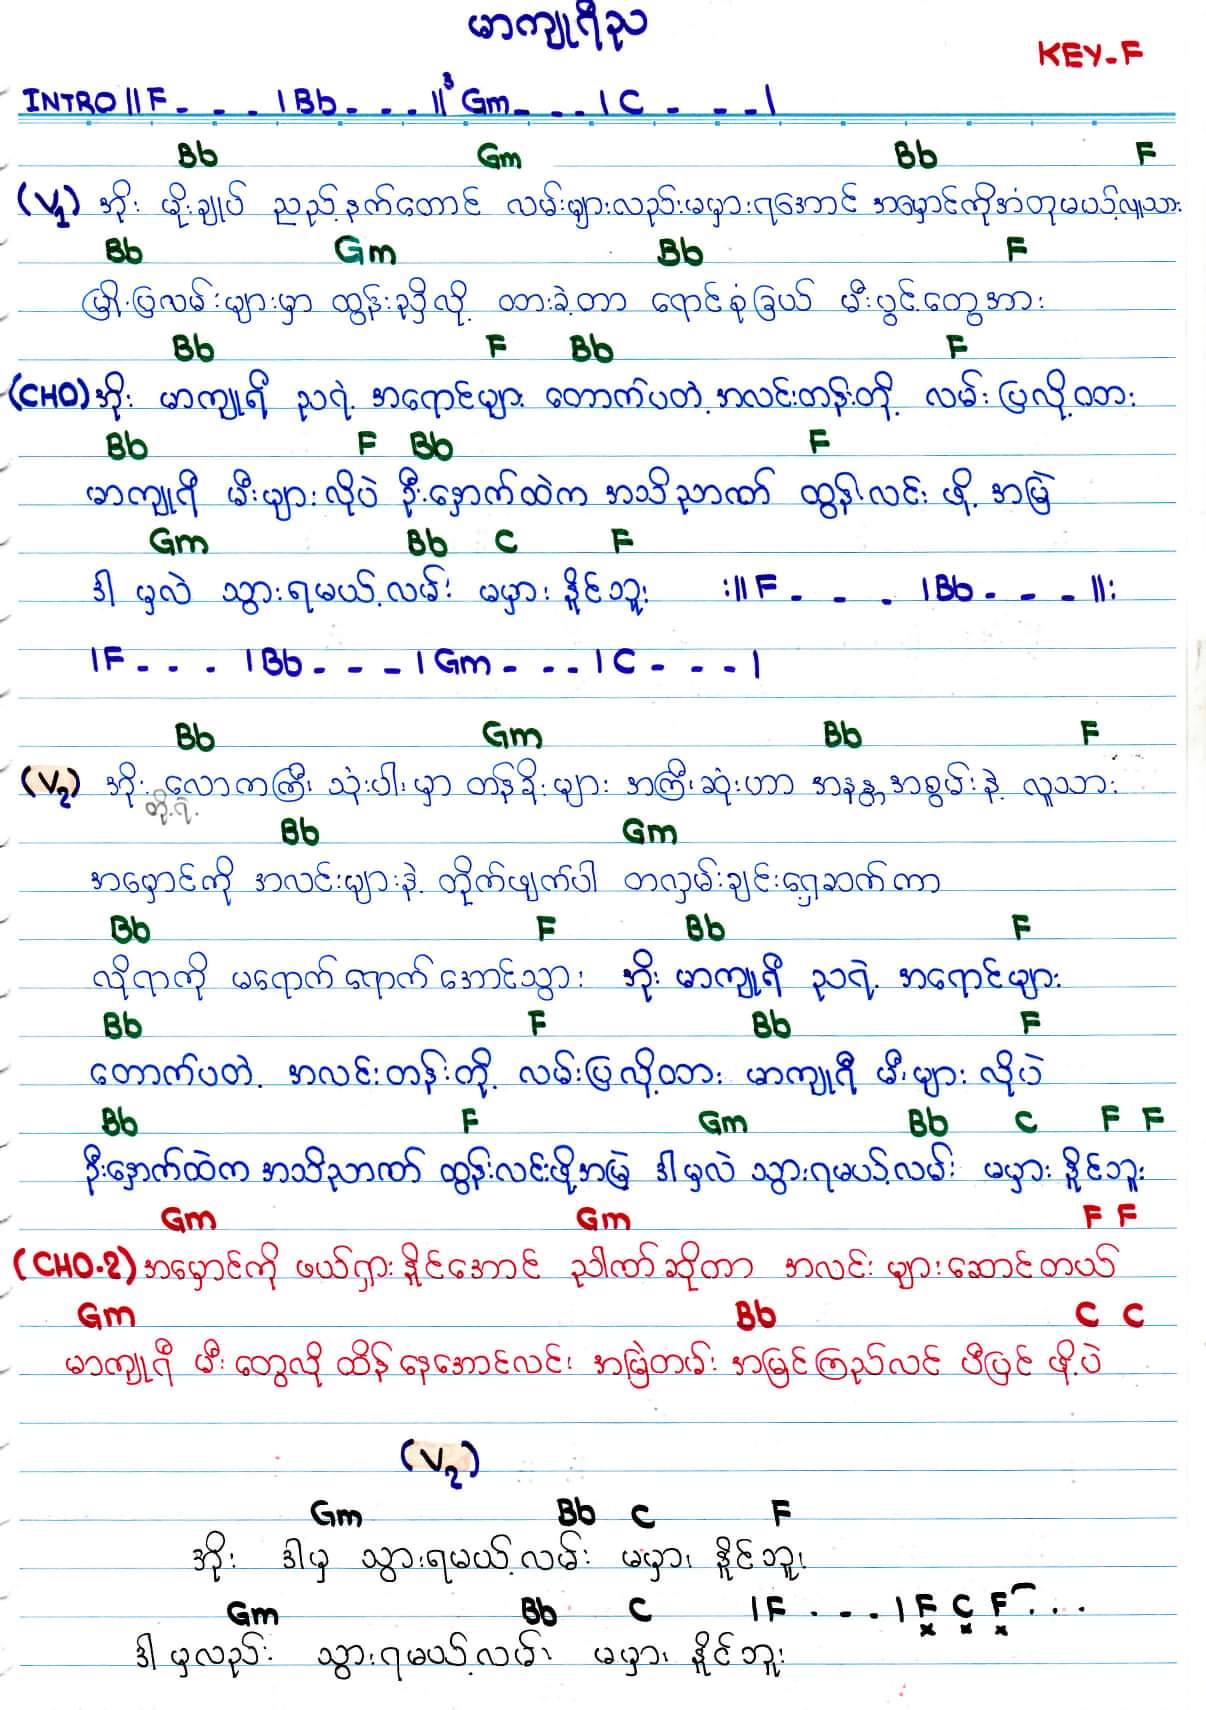 မာကျူရီည
KEY-F
INTRO || F - - - | Bb - - - ||³ Gm - - - | C - - - |
Bb Gm Bb F
(V1) အိုး မိုးချုပ် ညည့်နက်တောင် လမ်းများလည်းမမှားရအောင် အမှောင်ကိုအံတုမယ့်လူသား
Bb Gm Bb F
မြို့ပြလမ်းများမှာ ထွန်းညှိလို့ ထားခဲ့တာ ရောင်စုံခြယ် မီးပွင့်တွေအား
Bb F Bb F
(CHO) အိုး မာကျူရီ ညရဲ့ အရောင်များ တောက်ပတဲ့ အလင်းတန်းတို့ လမ်းပြလို့ထား
Bb F Bb F
မာကျူရီ မီးများလိုပဲ ဦးနှောက်ထဲက အသိဉာဏ် ထွန်းလင်းဖို့ အမြဲ
Gm Bb C F
ဒါမှလဲ သွားရမယ့်လမ်း မမှားနိုင်ဘူး :|| F - - - | Bb - - - ||:
| F - - - | Bb - - - | Gm - - - | C - - - |
Bb Gm Bb F
(V2) အိုး လောကကြီး သုံးပါးမှာ တန်ခိုးများ အကြီးဆုံးဟာ အနန္တ အစွမ်းနဲ့ လူသား
တို့ရဲ့
Bb Gm
အမှောင်ကို အလင်းများနဲ့ တိုက်ဖျက်ပါ တလှမ်းချင်းရှေ့ဆက်ကာ
Bb F Bb F
လိုရာကို မရောက်ရောက်အောင်သွား အိုး မာကျူရီ ညရဲ့ အရောင်များ
Bb F Bb F
တောက်ပတဲ့ အလင်းတန်းတို့ လမ်းပြလို့ထား မာကျူရီ မီးများလိုပဲ
Bb F Gm Bb C F F
ဦးနှောက်ထဲက အသိဉာဏ် ထွန်းလင်းဖို့အမြဲ ဒါမှလဲ သွားရမယ့်လမ်း မမှားနိုင်ဘူး
Gm Gm F F
(CHO.2) အမှောင်ကို ဖယ်ရှားနိုင်အောင် ဉာဏ်ဆိုတာ အလင်းများဆောင်တယ်
Gm Bb C C
မာကျူရီ မီးတွေလို ထိန်နေအောင်လင်း အမြဲတမ်း အမြင်ကြည်လင် ပီပြင်ဖို့ပဲ
(V2)
Gm Bb C F
အိုး ဒါမှ သွားရမယ့်လမ်း မမှားနိုင်ဘူး
Gm Bb C | F . - - . | F C F . . .
ဒါမှလည်း သွားရမယ့်လမ်း မမှားနိုင်ဘူး